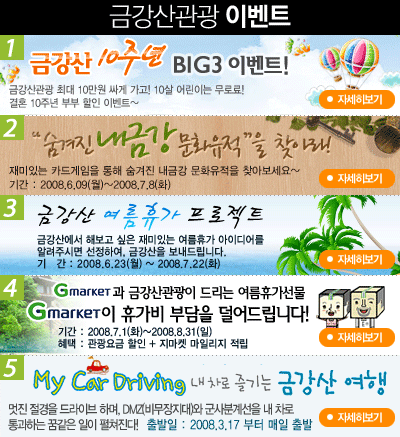 금강산관광 이벤트
1
금강산 10주년 BIG3 이벤트!
금강산관광 최대 10만원 싸게 가고! 10살 어린이는 무료료!
결혼 10주년 부부 할인 이벤트~
자세히보기
2
"숨겨진 내금강 문화유적"을 찾아라!
재미있는 카드게임을 통해 숨겨진 내금강 문화유적을 찾아보세요~
기간 : 2008.6.09(월)~2008.7.8(화)
자세히보기
3
금강산 여름휴가 프로젝트
금강산에서 해보고 싶은 재미있는 여름휴가 아이디어를
알려주시면 선정하여, 금강산을 보내드립니다.
기 간 : 2008.6.23(월) ~ 2008.7.22(화)
자세히보기
4
Gmarket과 금강산관광이 드리는 여름휴가선물
Gmarket이 휴가비 부담을 덜어드립니다!
기간 : 2008.7.1(화)~2008.8.31(일)
혜택 : 관광요금 할인 + 지마켓 마일리지 적립
자세히보기
5
My Car Driving 내 차로 즐기는 금강산 여행
멋진 절경을 드라이브 하며, DMZ(비무장지대)와 군사분계선을 내 차로
통과하는 꿈같은 일이 펼쳐진다! 출발일 : 2008.3.17 부터 매일 출발
자세히보기